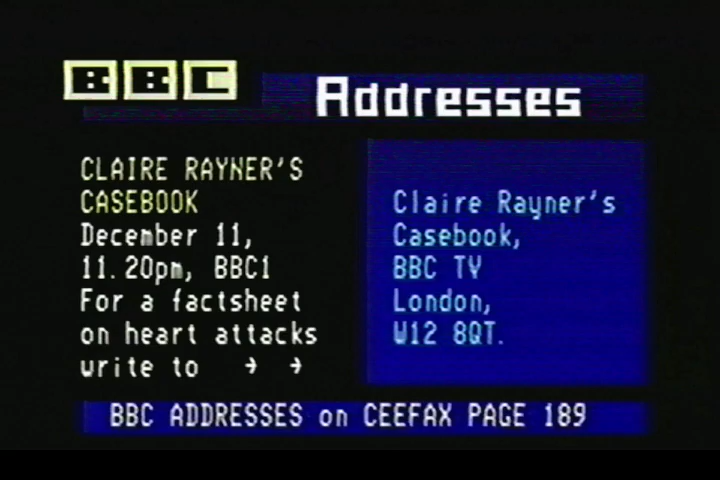 BBC
Addresses
CLAIRE RAYNER'S
CASEBOOK
December 11,
11.20pm, BBC1
For a factsheet
on heart attacks
write to → →
Claire Rayner's
Casebook,
BBC TV
London,
W12 8QT.
BBC ADDRESSES on CEEFAX PAGE 189